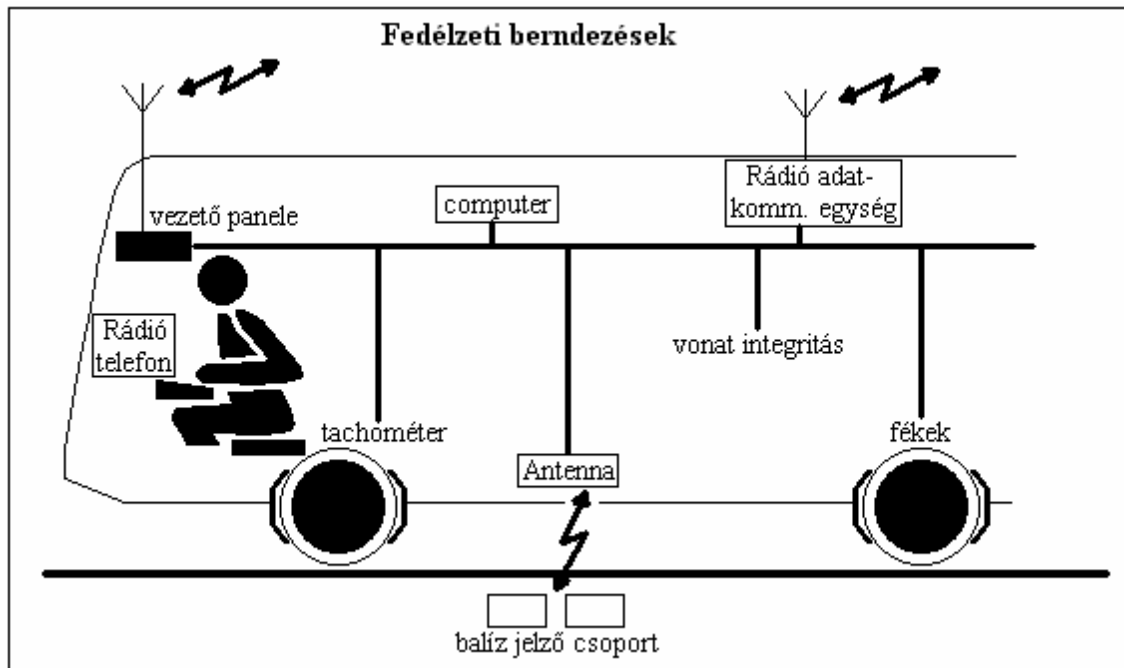 Fedélzeti berndezések
Rádió adat-
komm. egység
computer
vezető panele
Rádió
telefon
vonat integritás
tachométer
fékek
Antenna
balíz jelző csoport